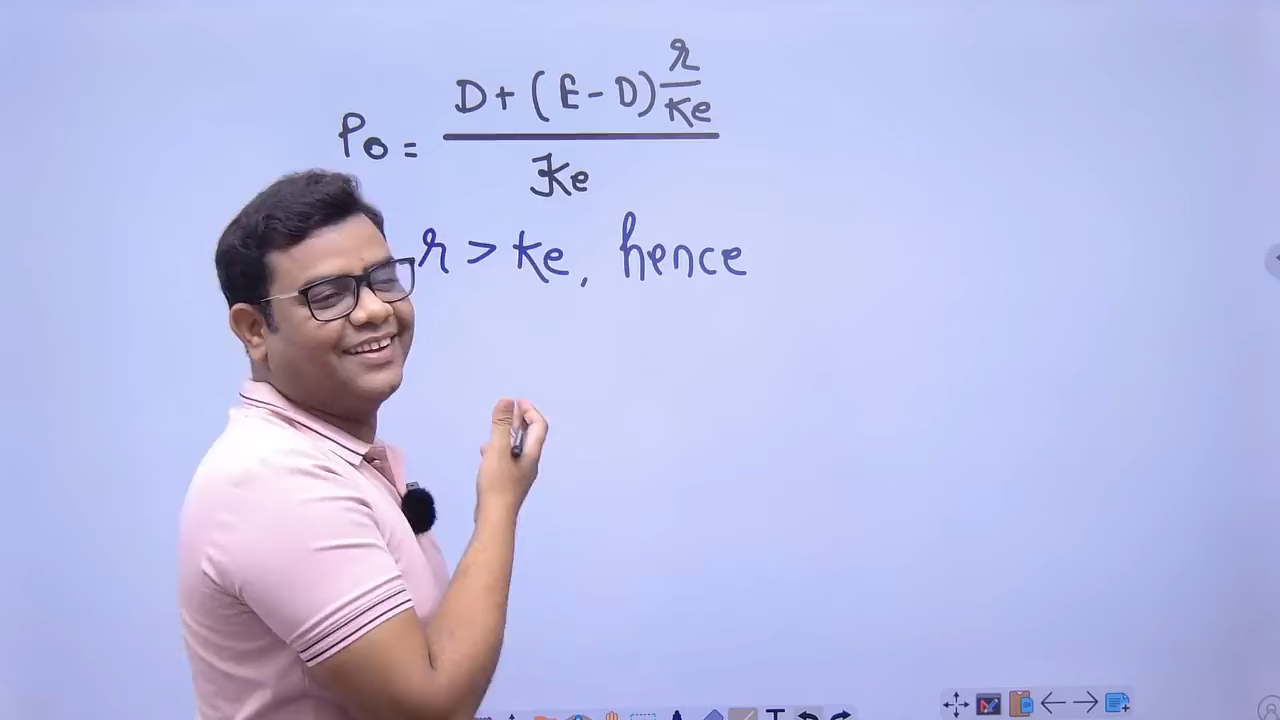 P₀ = (D + (E - D) r/Ke) / Ke
r > Ke, hence